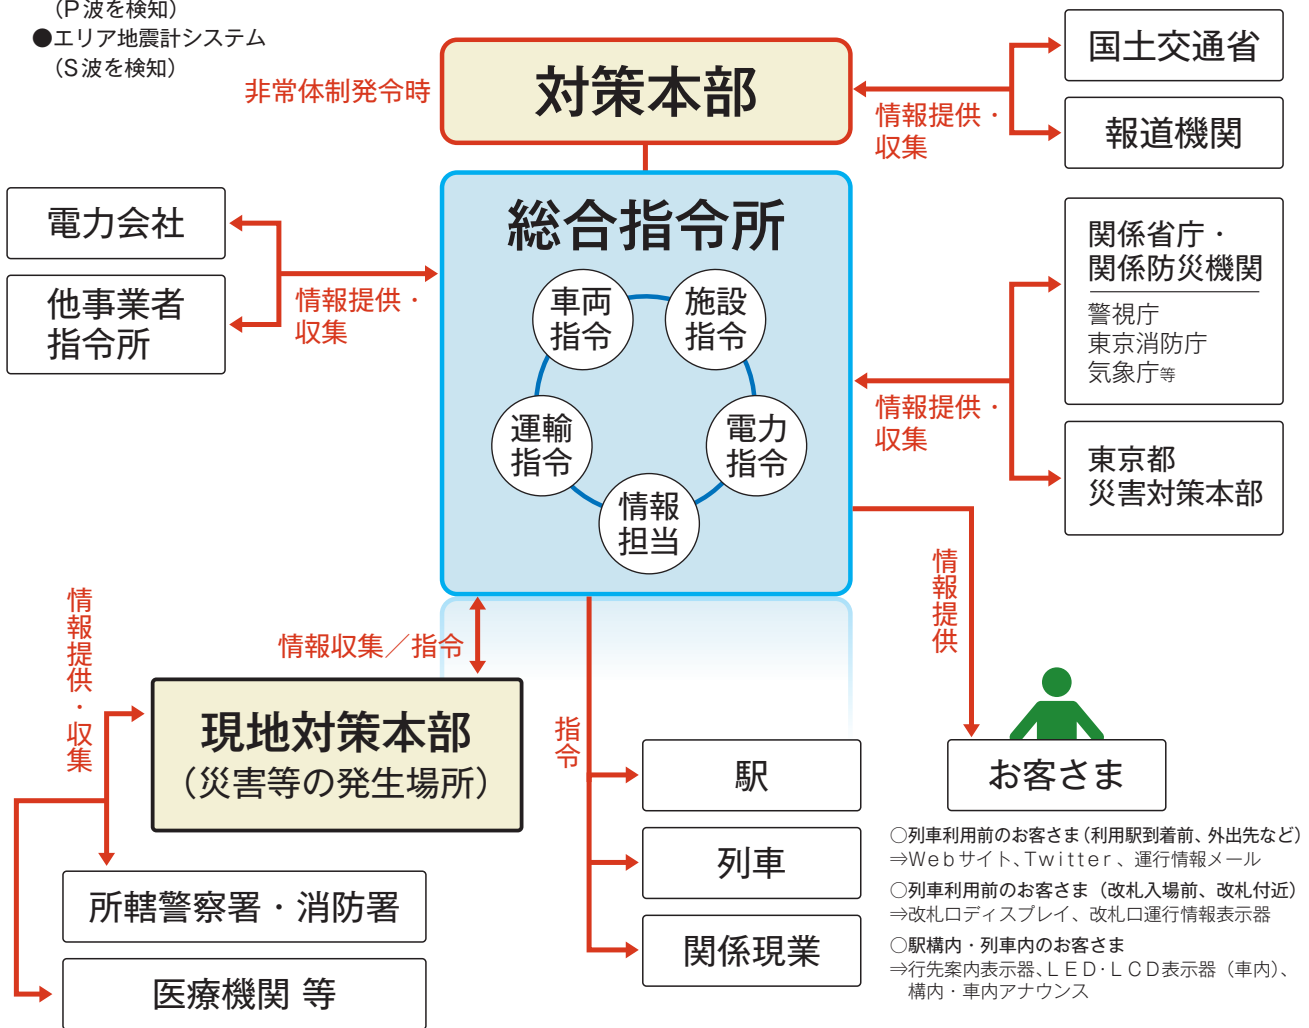 （P波を検知）
●エリア地震計システム
（S波を検知）
非常体制発令時
対策本部
情報提供・
収集
国土交通省
報道機関
電力会社
他事業者
指令所
情報提供・
収集
総合指令所
車両
指令
施設
指令
運輸
指令
電力
指令
情報
担当
情報提供・
収集
関係省庁・
関係防災機関
警視庁
東京消防庁
気象庁等
東京都
災害対策本部
情報提供
情報提供・収集
情報収集／指令
現地対策本部
（災害等の発生場所）
指令
駅
列車
関係現業
お客さま
所轄警察署・消防署
医療機関 等
○列車利用前のお客さま（利用駅到着前、外出先など）
⇒Webサイト、Twitter、運行情報メール
○列車利用前のお客さま（改札入場前、改札付近）
⇒改札口ディスプレイ、改札口運行情報表示器
○駅構内・列車内のお客さま
⇒行先案内表示器、LED・LCD表示器（車内）、
構内・車内アナウンス